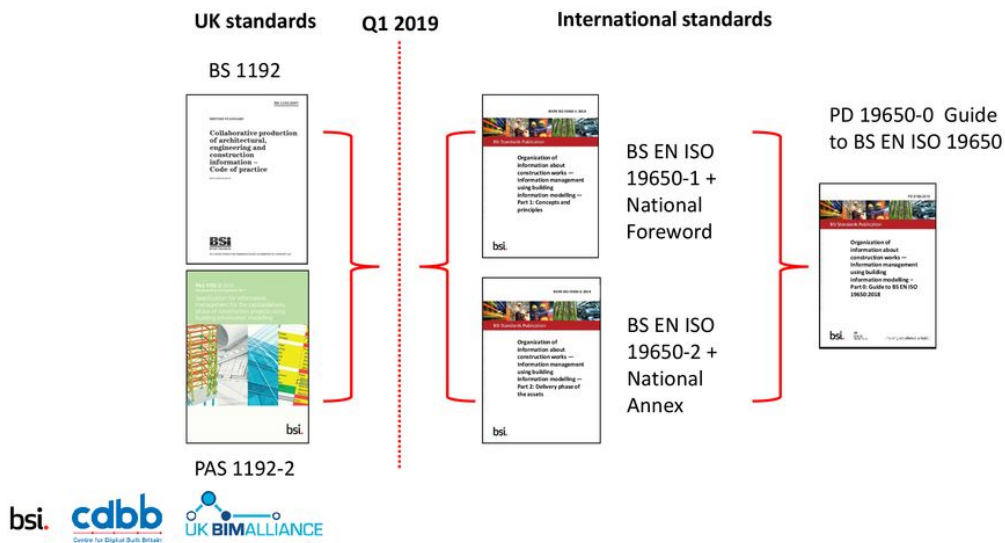 UK standards
Q1 2019
International standards
BS 1192
Collaborative production
of architectural,
engineering and
construction
information –
Code of practice
BSi
PAS 1192-2
bsi.
BS Standards Publication
Organization of
information about
construction works —
Information management
using building
information modelling —
Part 1: Concepts and
principles
bsi.
BS EN ISO
19650-1 +
National
Foreword
BSI Standards Publication
Organization of
information about
construction works —
Information management
using building
information modelling —
Part 2: Delivery phase of
the assets
bsi.
BS EN ISO
19650-2 +
National
Annex
PD 19650-0 Guide
to BS EN ISO 19650
BSI Standards Publication
Organization of
information about
construction works —
Information management
using building
information modelling –
Part 0: Guide to BS EN ISO
19650:2018
bsi.
bsi.
cdbb
Centre for Digital Built Britain
UK BIMALLIANCE